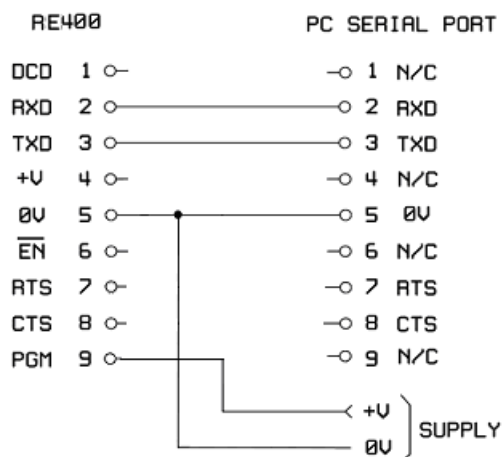 RE400 PC SERIAL PORT
DCD 1 1 N/C
RXD 2 2 RXD
TXD 3 3 TXD
+V 4 4 N/C
0V 5 5 0V
EN 6 6 N/C
RTS 7 7 RTS
CTS 8 8 CTS
PGM 9 9 N/C
+V
SUPPLY
0V